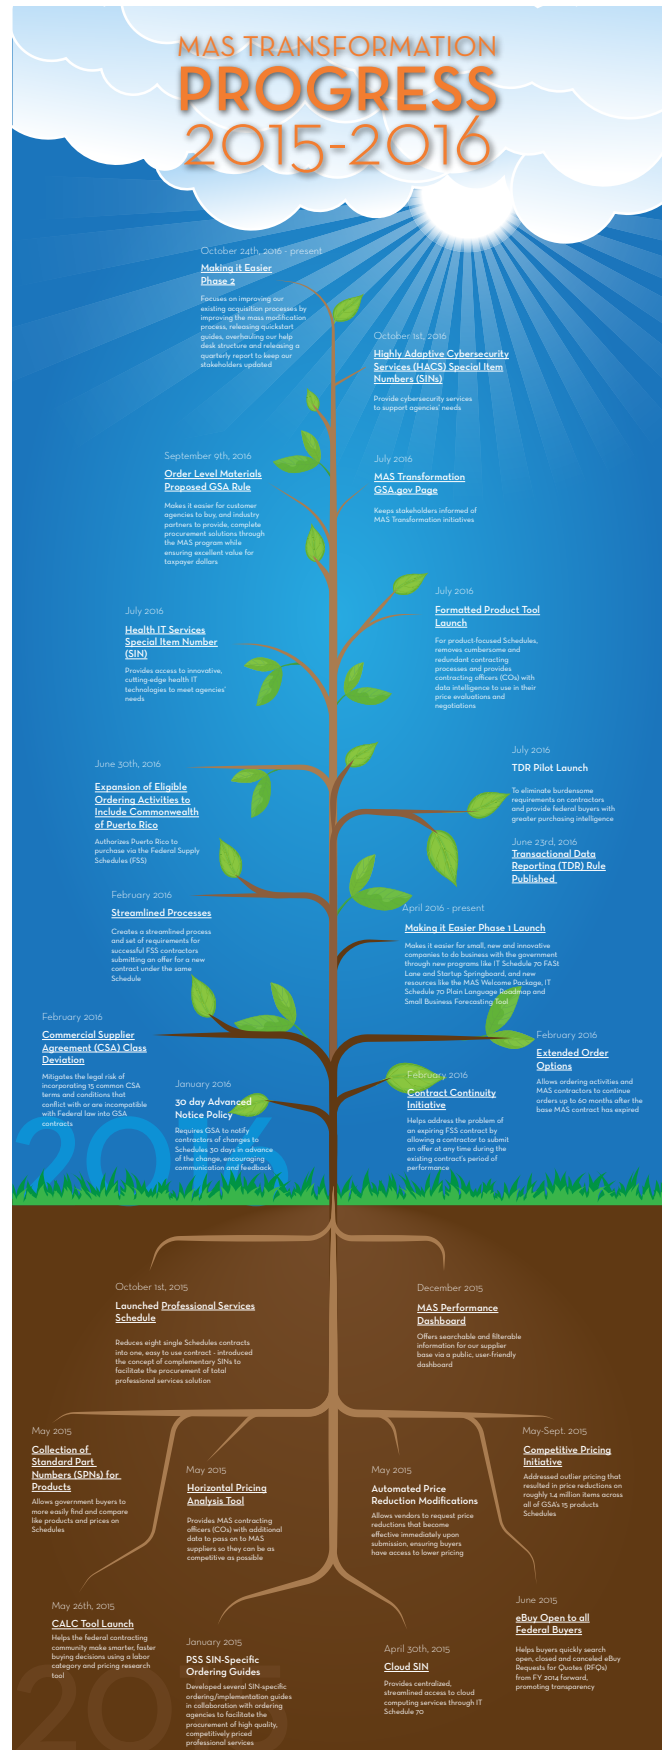 MAS TRANSFORMATION
PROGRESS
2015-2016
October 24th, 2016 - present
Making it Easier
Phase 2
Focuses on improving our
existing acquisition processes by
improving the mass modification
process, releasing quickstart
guides, overhauling our help
desk structure and releasing a
quarterly report to keep our
stakeholders updated
October 1st, 2016
Highly Adaptive Cybersecurity
Services (HACS) Special Item
Numbers (SINs)
Provide cybersecurity services
to support agencies' needs
September 9th, 2016
Order Level Materials
Proposed GSA Rule
Makes it easier for customer
agencies to buy, and industry
partners to provide, complete
procurement solutions through
the MAS program while
ensuring excellent value for
taxpayer dollars
July 2016
MAS Transformation
GSA.gov Page
Keeps stakeholders informed of
MAS Transformation initiatives
July 2016
Formatted Product Tool
Launch
For product-focused Schedules,
removes cumbersome and
redundant contracting
processes and provides
contracting officers (COs) with
data intelligence to use in their
price evaluations and
negotiations
July 2016
Health IT Services
Special Item Number
(SIN)
Provides access to innovative,
cutting-edge health IT
technologies to meet agencies'
needs
July 2016
TDR Pilot Launch
To eliminate burdensome
requirements on contractors
and provide federal buyers with
greater purchasing intelligence
June 23rd, 2016
Transactional Data
Reporting (TDR) Rule
Published
June 30th, 2016
Expansion of Eligible
Ordering Activities to
Include Commonwealth
of Puerto Rico
Authorizes Puerto Rico to
purchase via the Federal Supply
Schedules (FSS)
February 2016
Streamlined Processes
Creates a streamlined process
and set of requirements for
successful FSS contractors
submitting an offer for a new
contract under the same
Schedule
April 2016 - present
Making it Easier Phase 1 Launch
Makes it easier for small, new and innovative
companies to do business with the government
through new programs like IT Schedule 70 FASt
Lane and Startup Springboard, and new
resources like the MAS Welcome Package, IT
Schedule 70 Plain Language Roadmap and
Small Business Forecasting Tool
February 2016
Commercial Supplier
Agreement (CSA) Class
Deviation
Mitigates the legal risk of
incorporating 15 common CSA
terms and conditions that
conflict with or are incompatible
with Federal law into GSA
contracts
February 2016
Extended Order
Options
Allows ordering activities and
MAS contractors to continue
orders up to 60 months after the
base MAS contract has expired
January 2016
30 day Advanced
Notice Policy
Requires GSA to notify
contractors of changes to
Schedules 30 days in advance
of the change, encouraging
communication and feedback
February 2016
Contract Continuity
Initiative
Helps address the problem of
an expiring FSS contract by
allowing a contractor to submit
an offer at any time during the
existing contract's period of
performance
2016
October 1st, 2015
Launched Professional Services
Schedule
Reduces eight single Schedules contracts
into one, easy to use contract - introduced
the concept of complementary SINs to
facilitate the procurement of total
professional services solution
December 2015
MAS Performance
Dashboard
Offers searchable and filterable
information for our supplier
base via a public, user-friendly
dashboard
May 2015
Collection of
Standard Part
Numbers (SPNs) for
Products
Allows government buyers to
more easily find and compare
like products and prices on
Schedules
May 2015
Horizontal Pricing
Analysis Tool
Provides MAS contracting
officers (COs) with additional
data to pass on to MAS
suppliers so they can be as
competitive as possible
May 2015
Automated Price
Reduction Modifications
Allows vendors to request price
reductions that become
effective immediately upon
submission, ensuring buyers
have access to lower pricing
May-Sept. 2015
Competitive Pricing
Initiative
Addressed outlier pricing that
resulted in price reductions on
roughly 1.4 million items across
all of GSA's 15 products
Schedules
May 26th, 2015
CALC Tool Launch
Helps the federal contracting
community make smarter, faster
buying decisions using a labor
category and pricing research
tool
January 2015
PSS SIN-Specific
Ordering Guides
Developed several SIN-specific
ordering/implementation guides
in collaboration with ordering
agencies to facilitate the
procurement of high quality,
competitively priced
professional services
April 30th, 2015
Cloud SIN
Provides centralized,
streamlined access to cloud
computing services through IT
Schedule 70
June 2015
eBuy Open to all
Federal Buyers
Helps buyers quickly search
open, closed and canceled eBuy
Requests for Quotes (RFQs)
from FY 2014 forward,
promoting transparency
2015